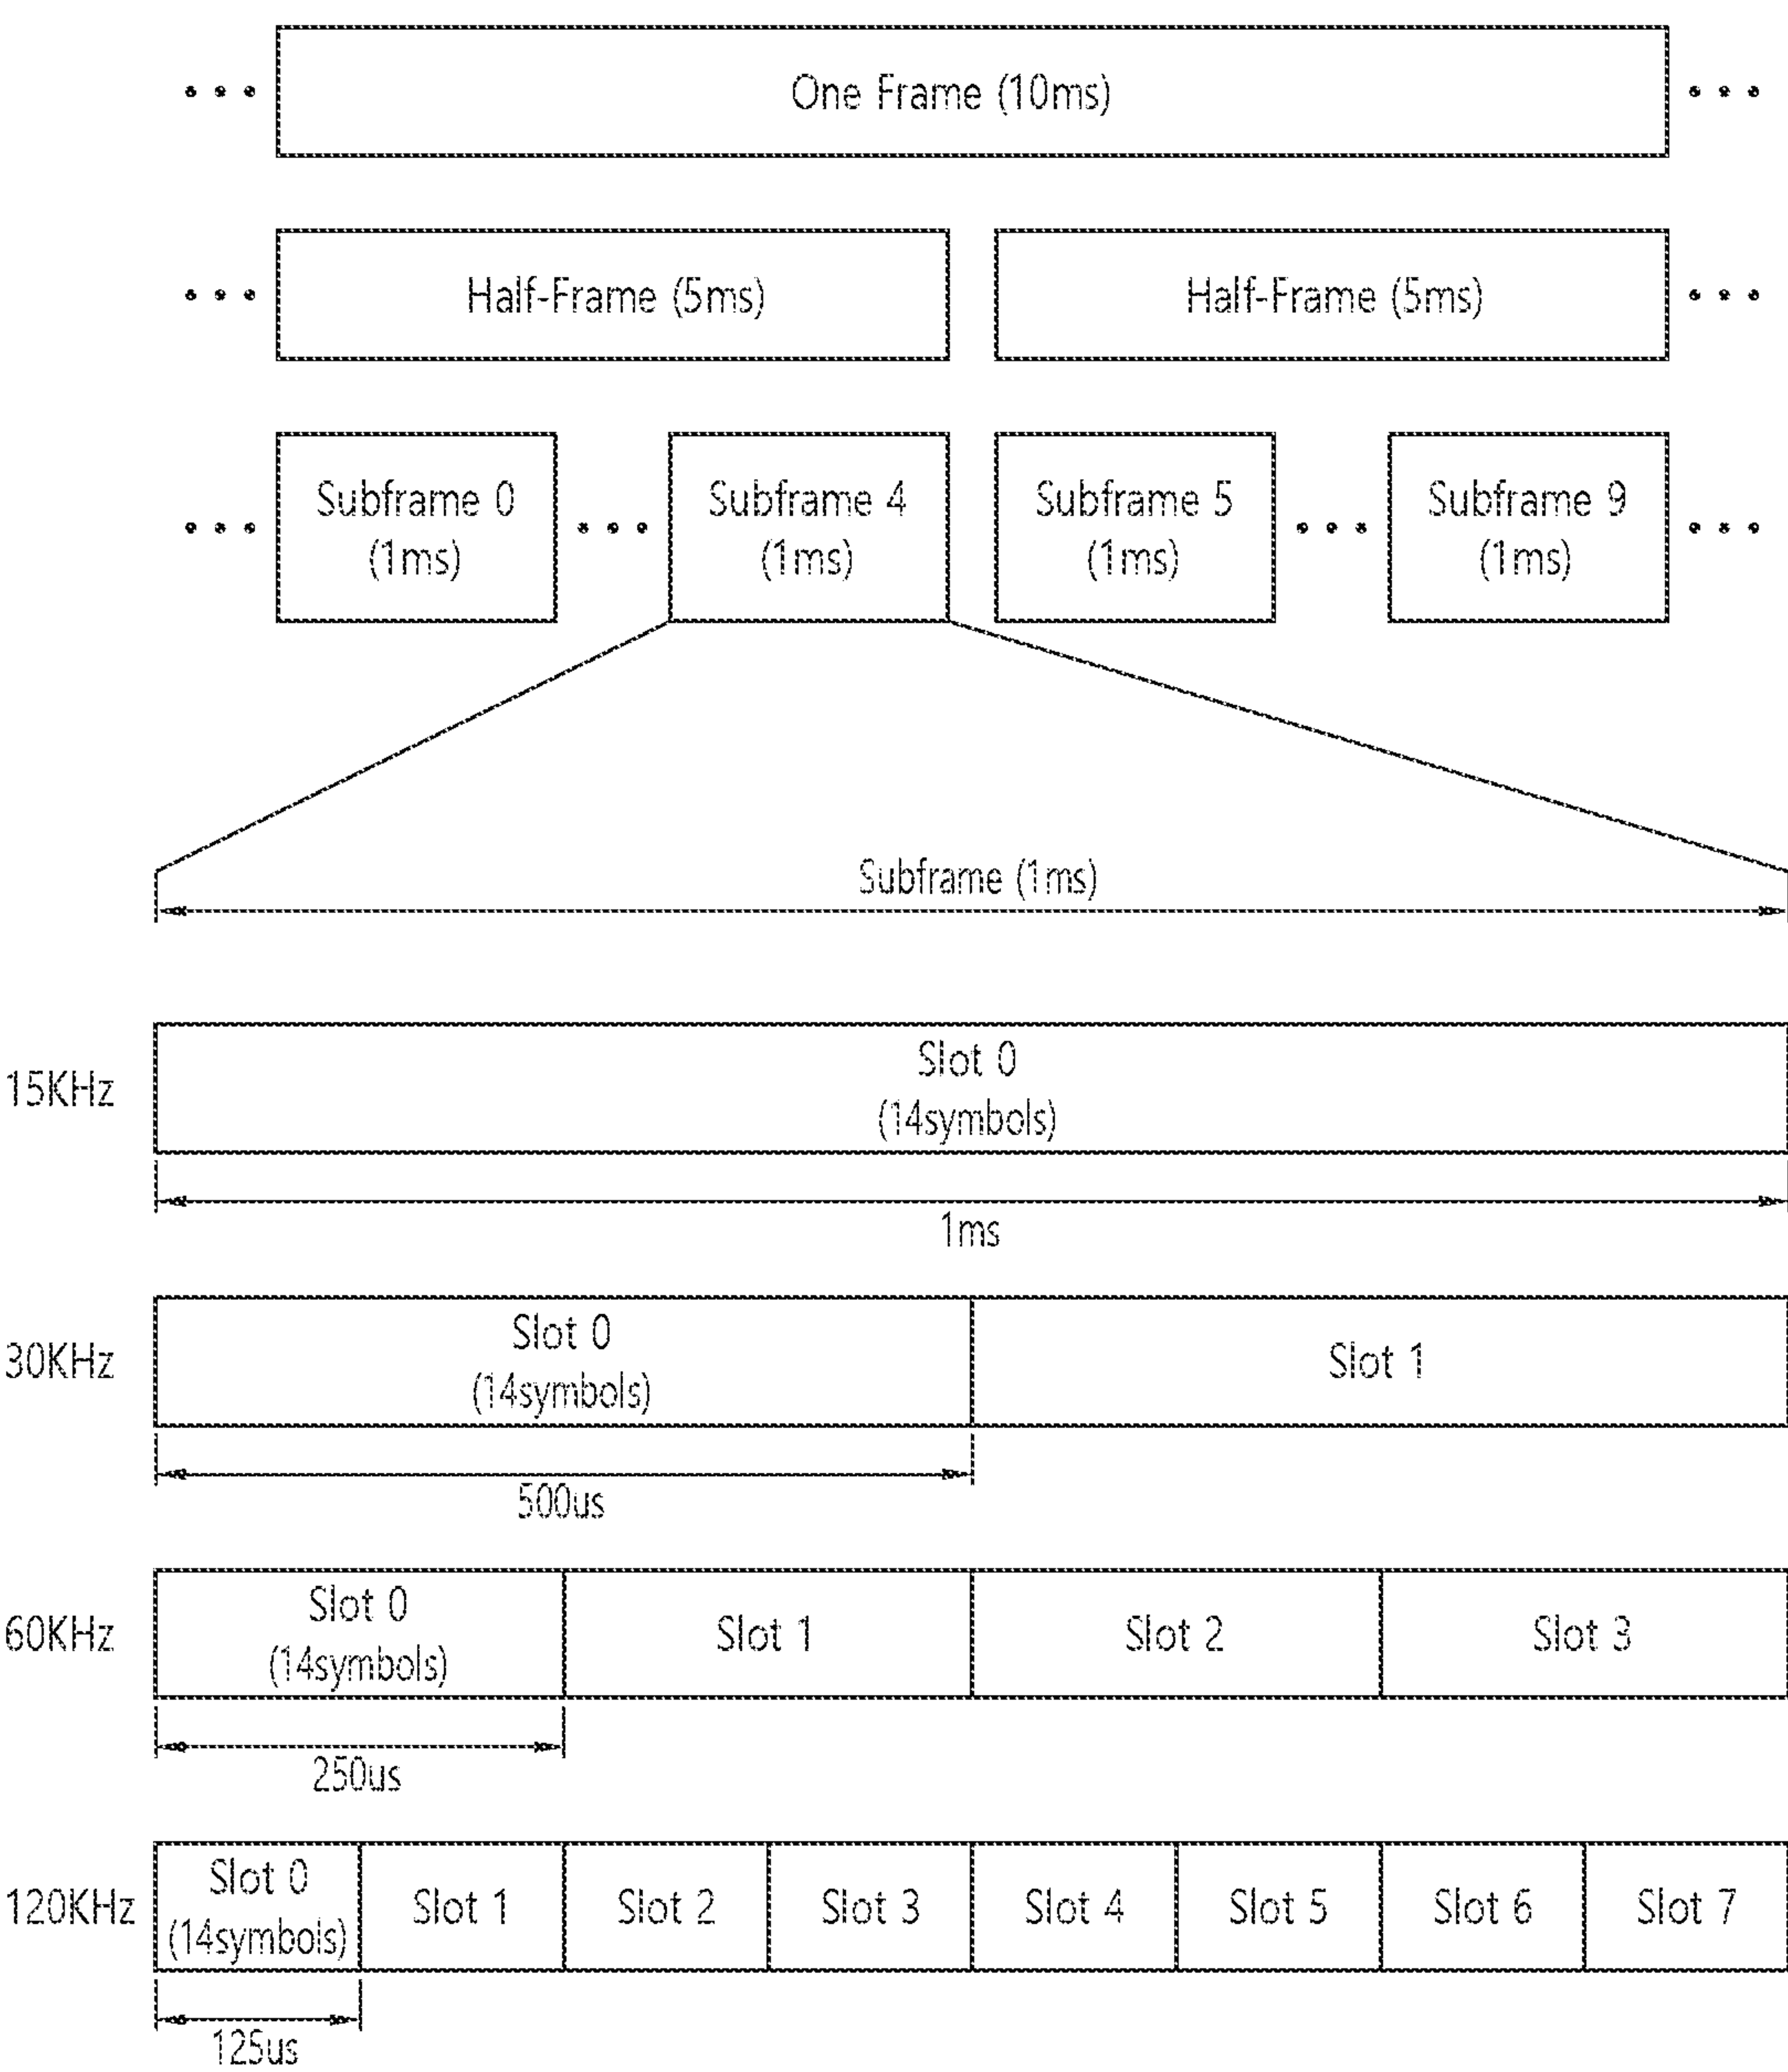 • • • One Frame (10ms) • • •
• • • Half-Frame (5ms) Half-Frame (5ms) • • •
Subframe 0 Subframe 4 Subframe 5 Subframe 9
• • • (1ms) • • • (1ms) (1ms) • • • (1ms) • • •
Subframe (1ms)
15KHz
Slot 0
(14symbols)
1ms
30KHz
Slot 0
(14symbols)
Slot 1
500us
60KHz
Slot 0
(14symbols)
Slot 1
Slot 2
Slot 3
250us
120KHz
Slot 0
(14symbols)
Slot 1
Slot 2
Slot 3
Slot 4
Slot 5
Slot 6
Slot 7
125us